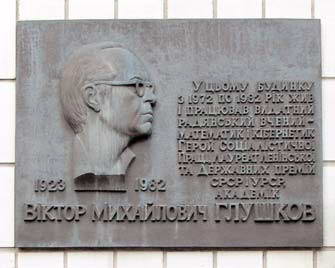 У ЦЬОМУ БУДИНКУ
З 1972 ПО 1982 РІК ЖИВ
І ПРАЦЮВАВ ВИДАТНИЙ
РАДЯНСЬКИЙ ВЧЕНИЙ–
МАТЕМАТИК І КІБЕРНЕТИК
ГЕРОЙ СОЦІАЛІСТИЧНОЇ
ПРАЦІ, ЛАУРЕАТ ЛЕНІНСЬКОЇ
ТА ДЕРЖАВНИХ ПРЕМІЙ
СРСР І УРСР,
АКАДЕМІК
1923 1982
ВІКТОР МИХАЙЛОВИЧ ГЛУШКОВ